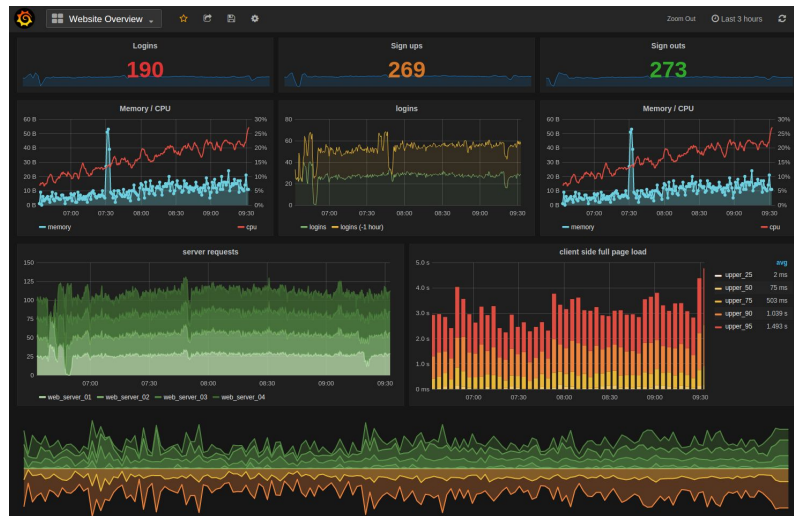 Website Overview
Zoom Out
Last 3 hours
Logins
190
Sign ups
269
Sign outs
273
Memory / CPU
60 B
50 B
40 B
30 B
20 B
10 B
0 B
30%
25%
20%
15%
10%
5%
0%
07:00 07:30 08:00 08:30 09:00 09:30
memory cpu
logins
80
60
40
20
0
07:00 07:30 08:00 08:30 09:00 09:30
logins logins (-1 hour)
Memory / CPU
60 B
50 B
40 B
30 B
20 B
10 B
0 B
30%
25%
20%
15%
10%
5%
0%
07:00 07:30 08:00 08:30 09:00 09:30
memory cpu
server requests
150
125
100
75
50
25
0
07:00 07:30 08:00 08:30 09:00 09:30
web_server_01 web_server_02 web_server_03 web_server_04
client side full page load
5.0 s
4.0 s
3.0 s
2.0 s
1.0 s
0 ms
07:00 07:30 08:00 08:30 09:00 09:30
avg
upper_25 2 ms
upper_50 75 ms
upper_75 503 ms
upper_90 1.039 s
upper_95 1.493 s